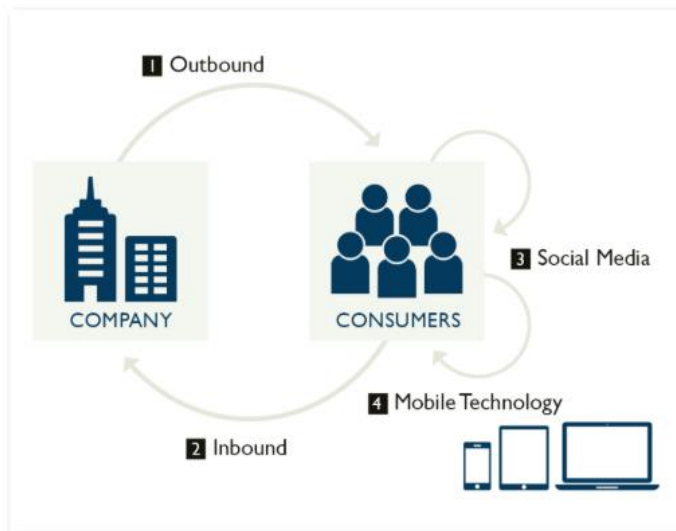 1 Outbound
COMPANY
CONSUMERS
3 Social Media
4 Mobile Technology
2 Inbound